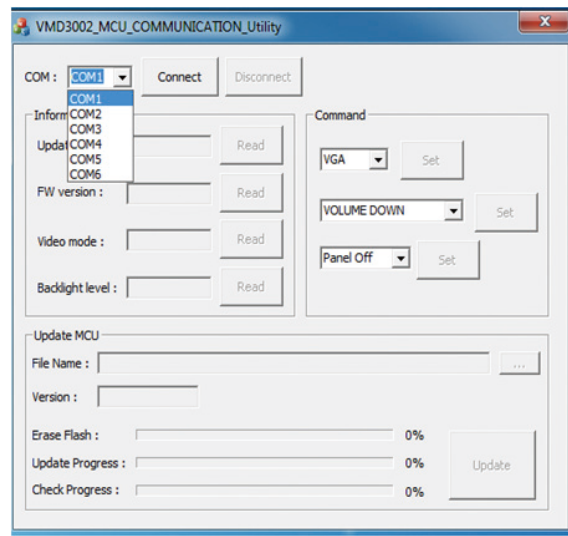 VMD3002_MCU_COMMUNICATION_Utility
COM : COM1 Connect Disconnect
COM1
COM2
COM3
COM4
COM5
COM6
Command
Read
FW version : Read
Video mode : Read
Backlight level : Read
VGA Set
VOLUME DOWN Set
Panel Off Set
Update MCU
File Name : ...
Version :
Erase Flash : 0%
Update Progress : 0%
Check Progress : 0%
Update